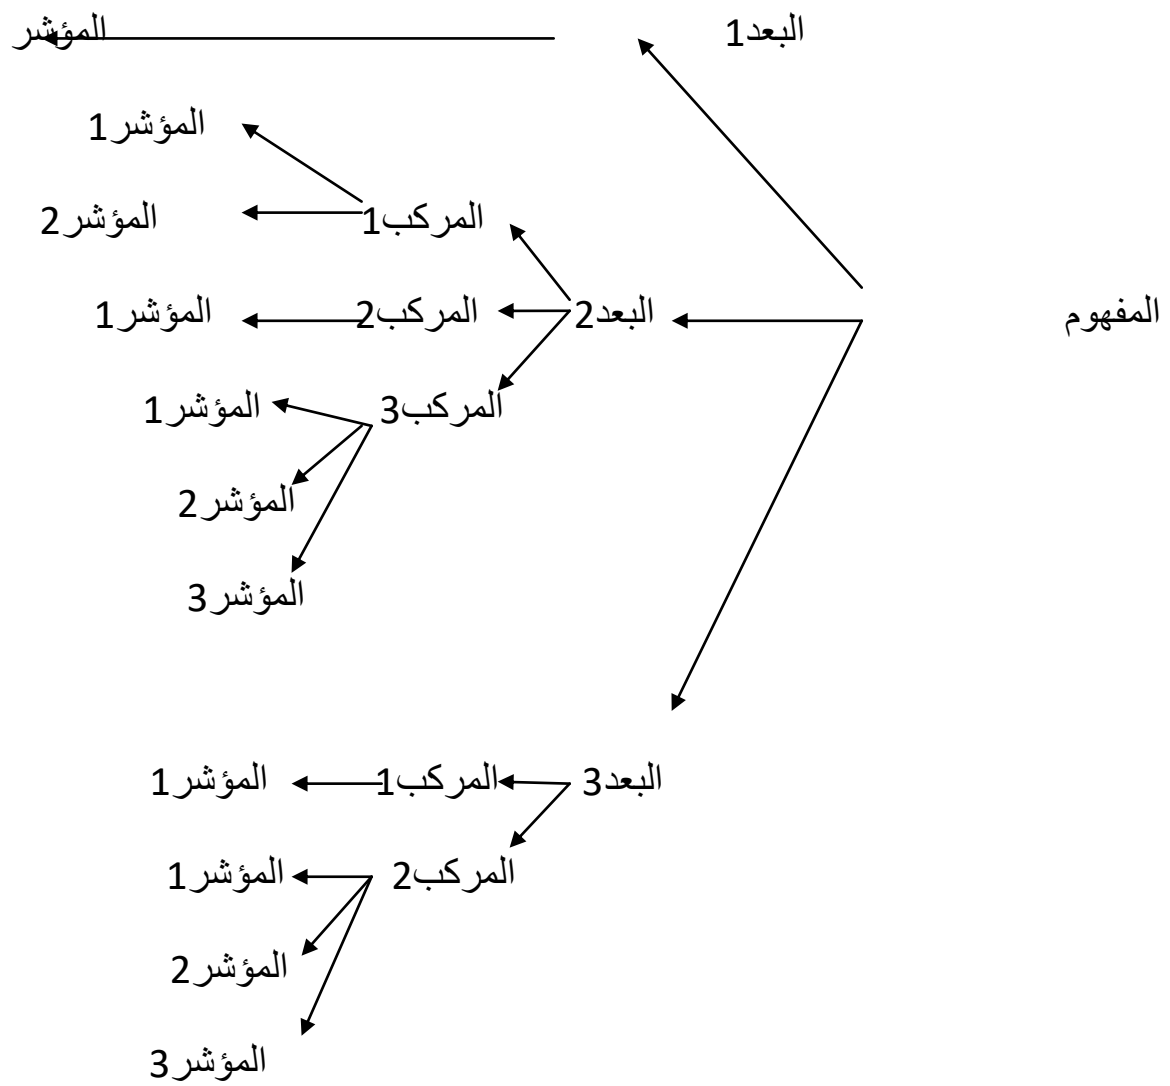 البعد1 المؤشر
المؤشر1
المركب1 المؤشر2
المفهوم البعد2 المركب2 المؤشر1
المركب3 المؤشر1
المؤشر2
المؤشر3
البعد3 المركب1 المؤشر1
المركب2 المؤشر1
المؤشر2
المؤشر3